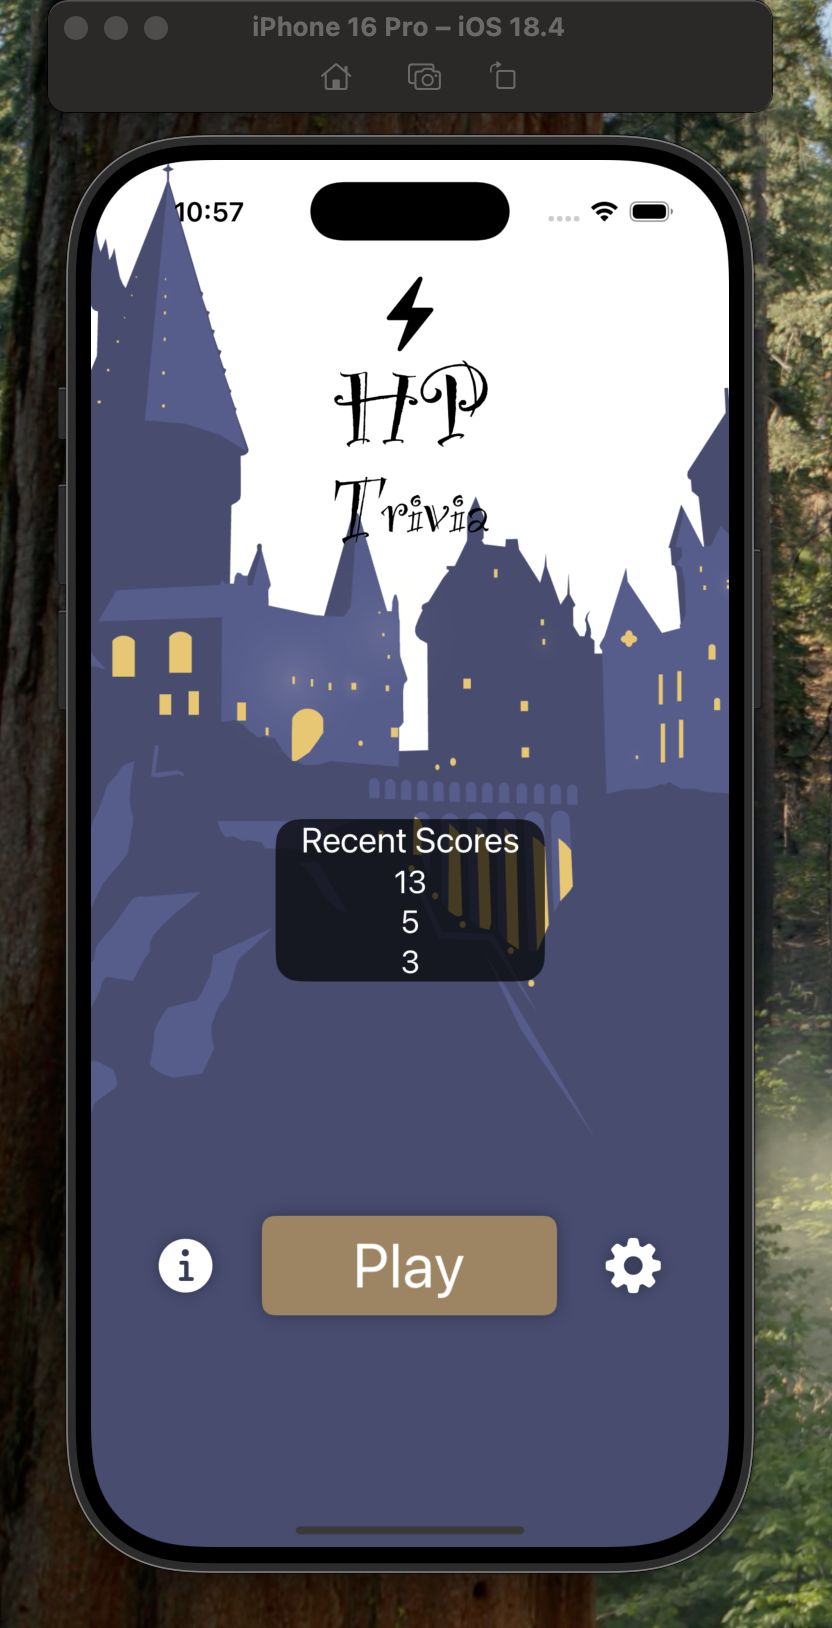 iPhone 16 Pro – iOS 18.4
10:57
HP
Trivia
Recent Scores
13
5
3
Play